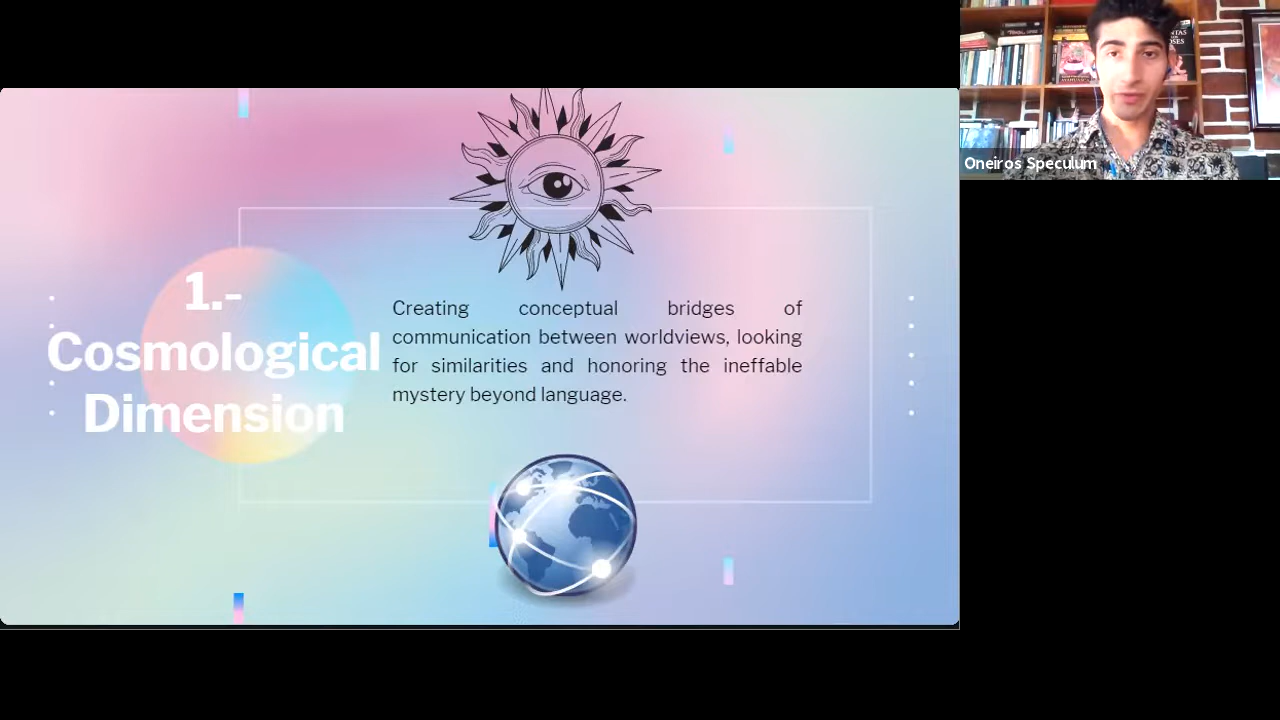 1.-
Cosmological
Dimension
Creating conceptual bridges of
communication between worldviews, looking
for similarities and honoring the ineffable
mystery beyond language.
Oneiros Speculum